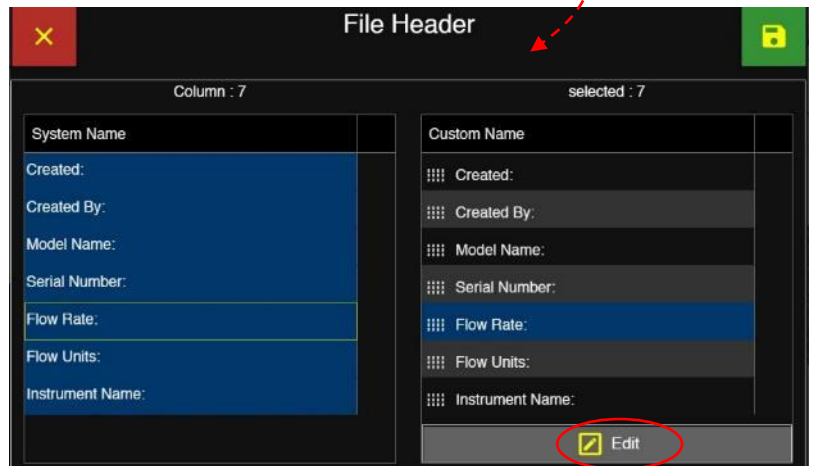 File Header
Column : 7
selected : 7
System Name
Created:
Created By:
Model Name:
Serial Number:
Flow Rate:
Flow Units:
Instrument Name:
Custom Name
Created:
Created By:
Model Name:
Serial Number:
Flow Rate:
Flow Units:
Instrument Name:
Edit